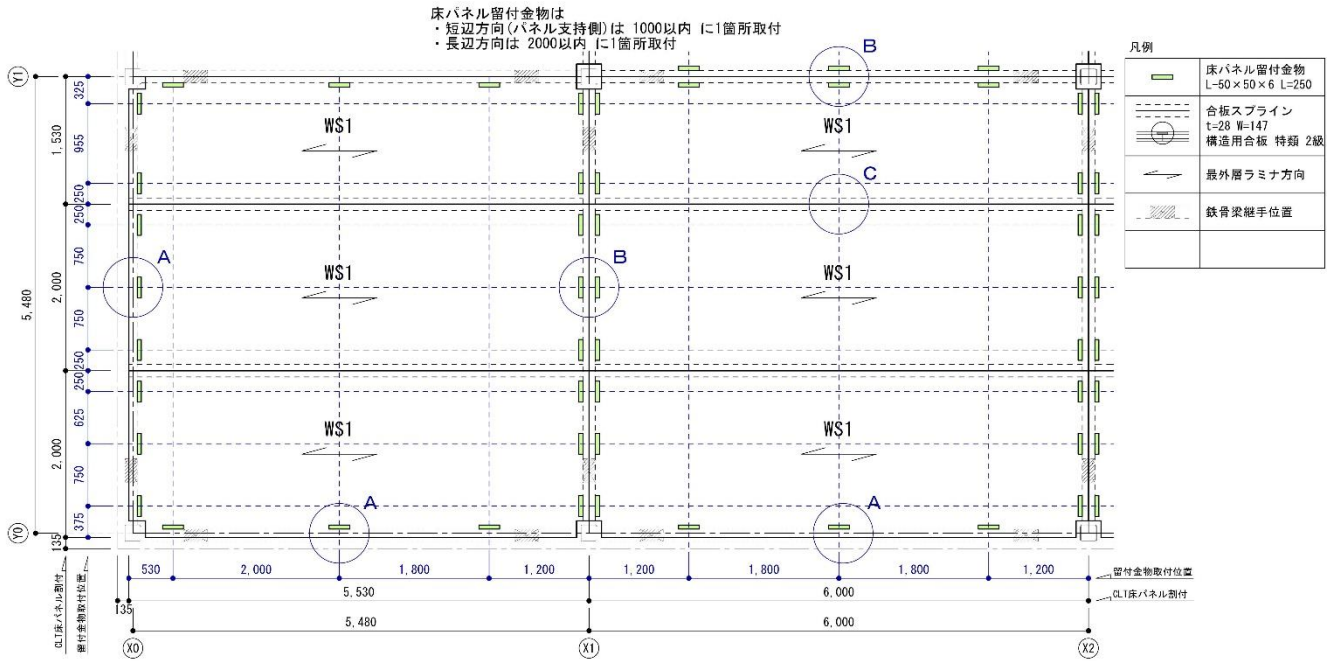 床パネル留付金物は
・短辺方向(パネル支持側)は 1000以内 に1箇所取付
・長辺方向は 2000以内 に1箇所取付
凡例
床パネル留付金物
L-50×50×6 L=250
合板スプライン
t=28 W=147
構造用合板 特類 2級
最外層ラミナ方向
鉄骨梁継手位置
B
Y1
325
1,530
955
WS1
WS1
C
250
250
A
B
750
WS1
WS1
5,480
2,000
750
250
250
625
WS1
WS1
2,000
750
A
A
375
Y0
135
530
2,000
1,800
1,200
1,200
1,800
1,800
1,200
留付金物取付位置
5,530
6,000
CLT床パネル割付
135
5,480
6,000
CLT床パネル割付
留付金物取付位置
X0
X1
X2